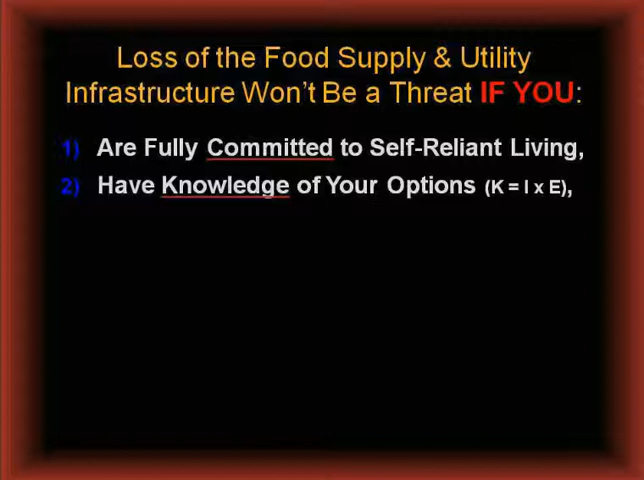 Loss of the Food Supply & Utility
Infrastructure Won't Be a Threat IF YOU:
1) Are Fully Committed to Self-Reliant Living,
2) Have Knowledge of Your Options (K = I x E),